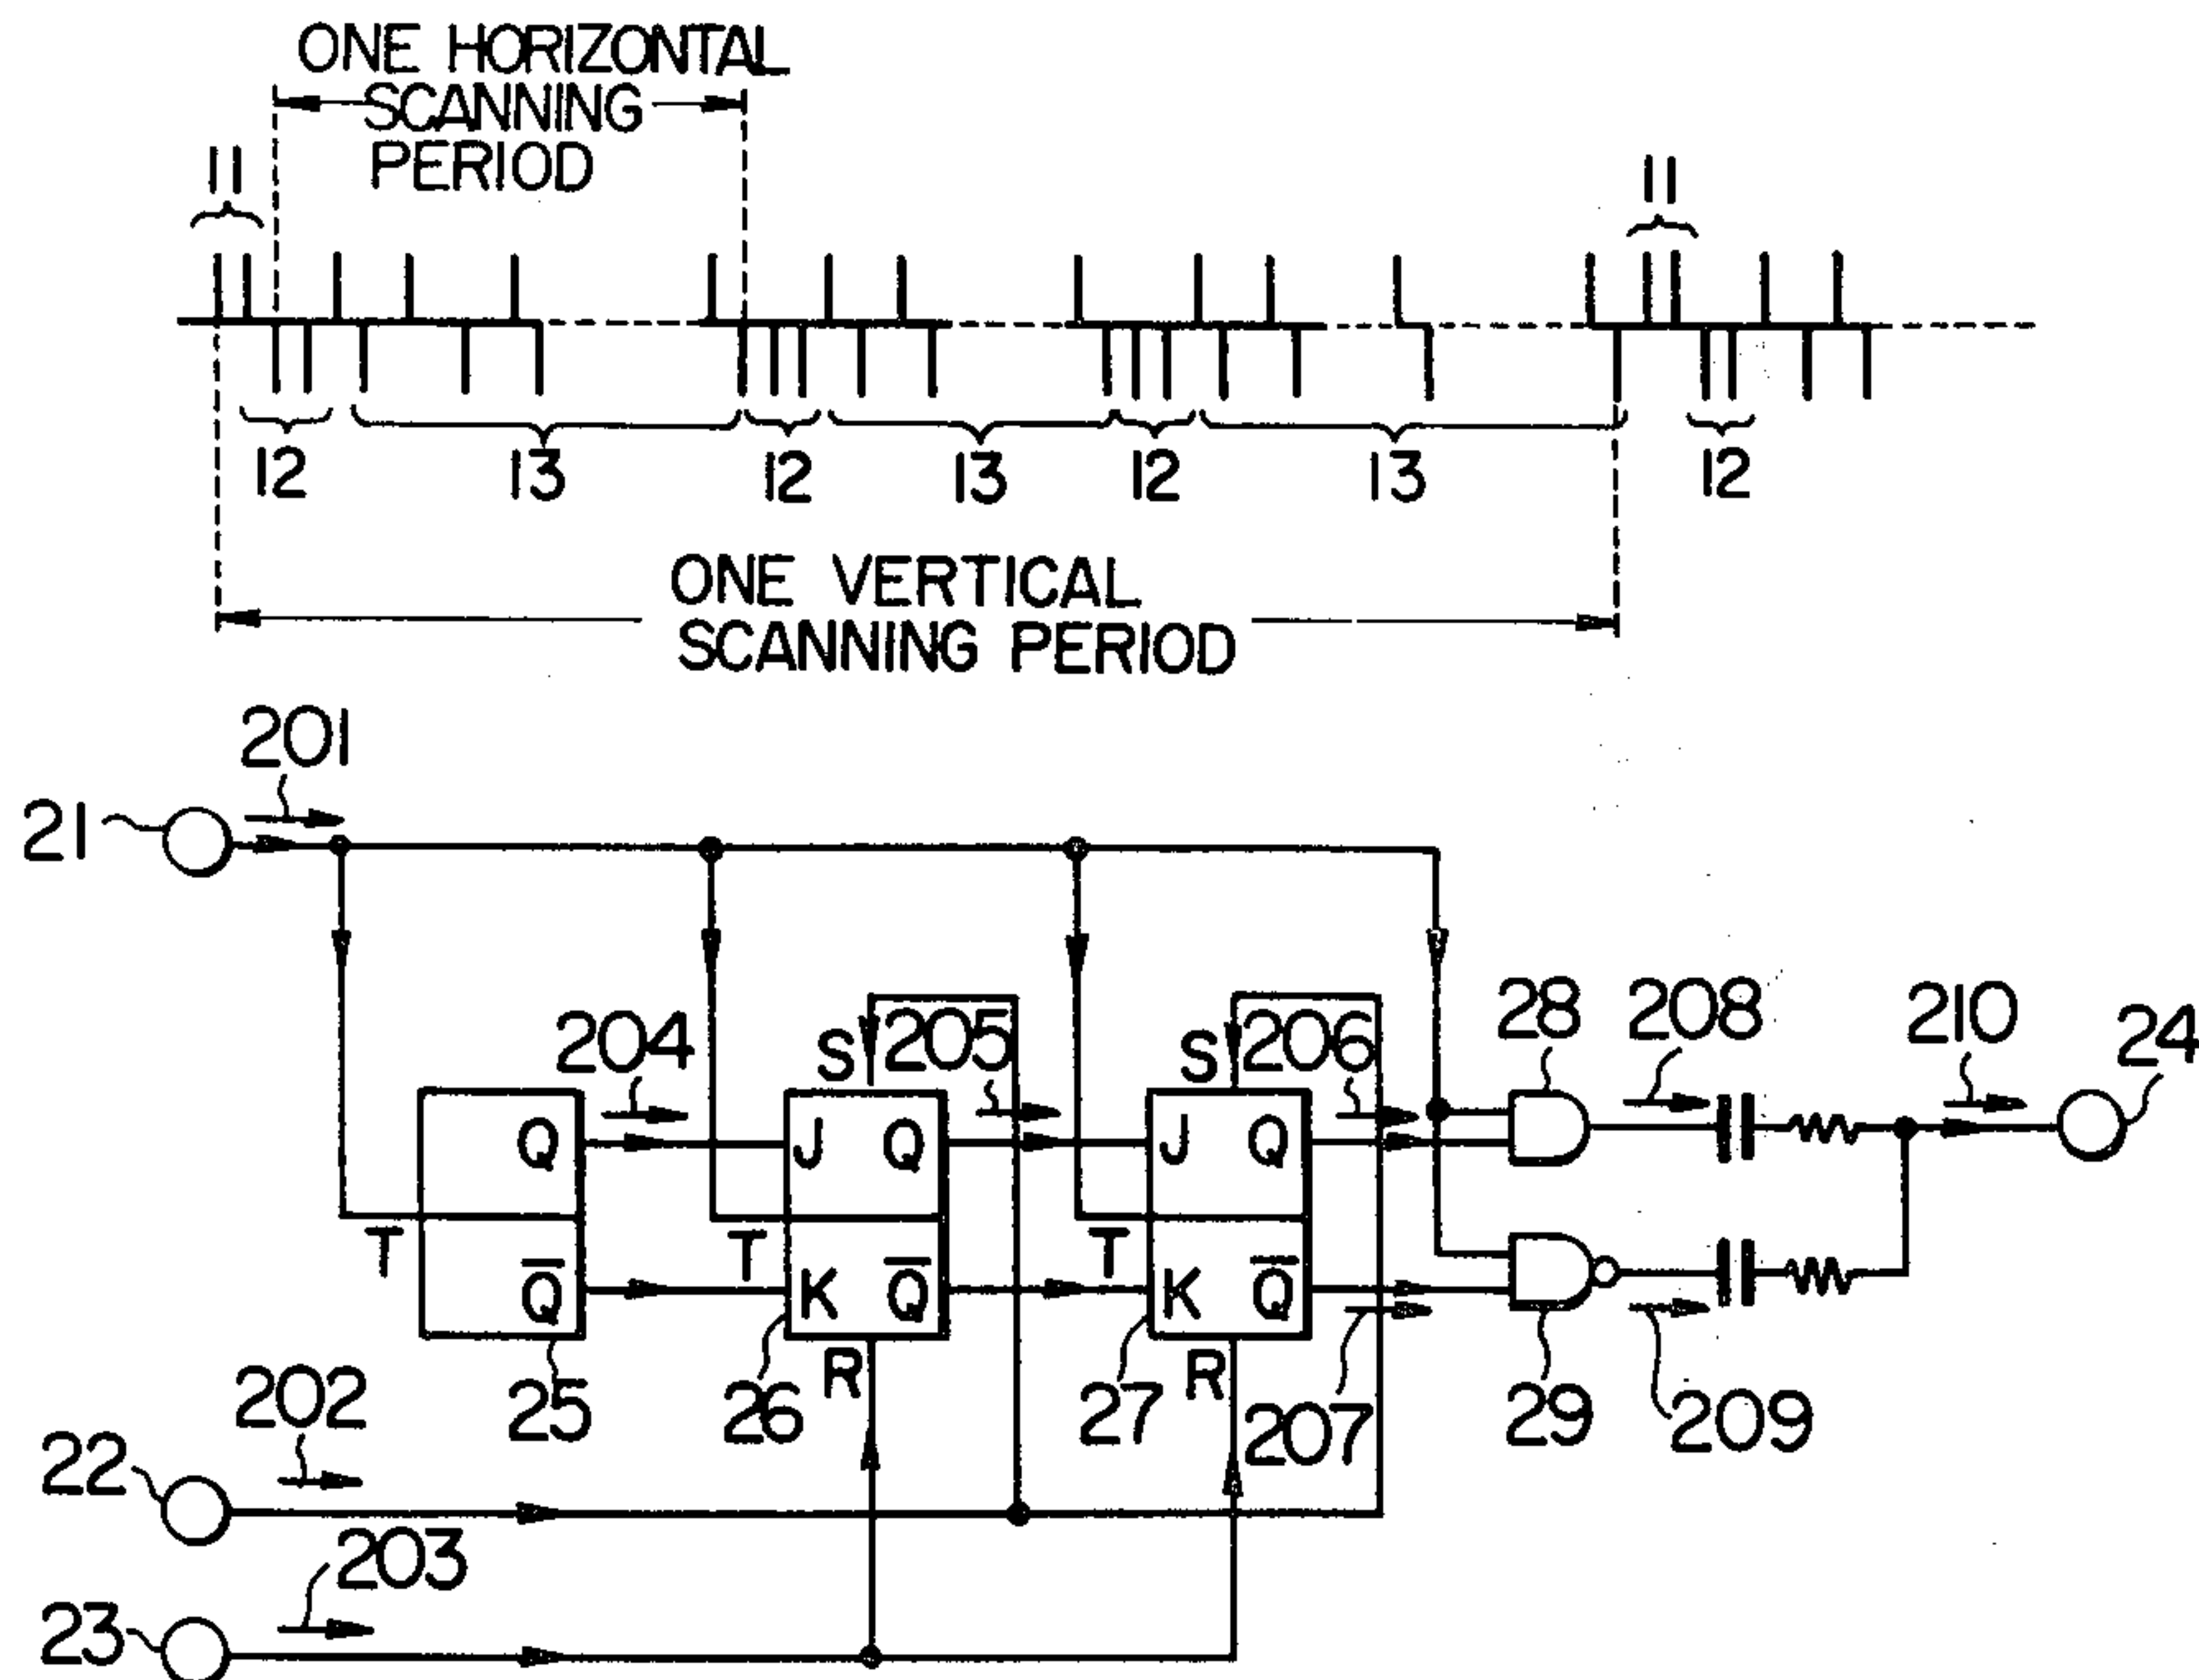 ONE HORIZONTAL
SCANNING
PERIOD
11
11
12
13
12
13
12
13
12
ONE VERTICAL
SCANNING PERIOD
201
21
204
S
205
S
206
28
208
210
24
Q
J
Q
J
Q
T
T
T
Q̅
K
Q̅
K
Q̅
25
26
R
27
R
207
29
209
202
22
203
23